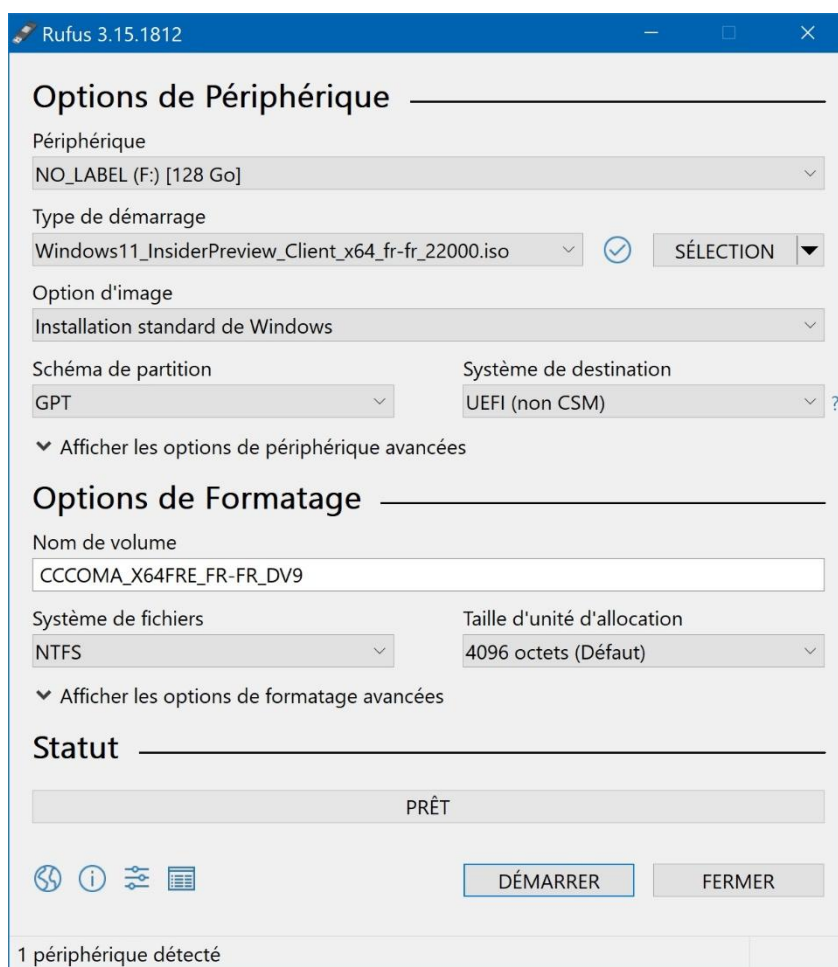 Rufus 3.15.1812
Options de Périphérique
Périphérique
NO_LABEL (F:) [128 Go]
Type de démarrage
Windows11_InsiderPreview_Client_x64_fr-fr_22000.iso
SÉLECTION
Option d'image
Installation standard de Windows
Schéma de partition
Système de destination
GPT
UEFI (non CSM)
?
Afficher les options de périphérique avancées
Options de Formatage
Nom de volume
CCCOMA_X64FRE_FR-FR_DV9
Système de fichiers
Taille d'unité d'allocation
NTFS
4096 octets (Défaut)
Afficher les options de formatage avancées
Statut
PRÊT
DÉMARRER
FERMER
1 périphérique détecté